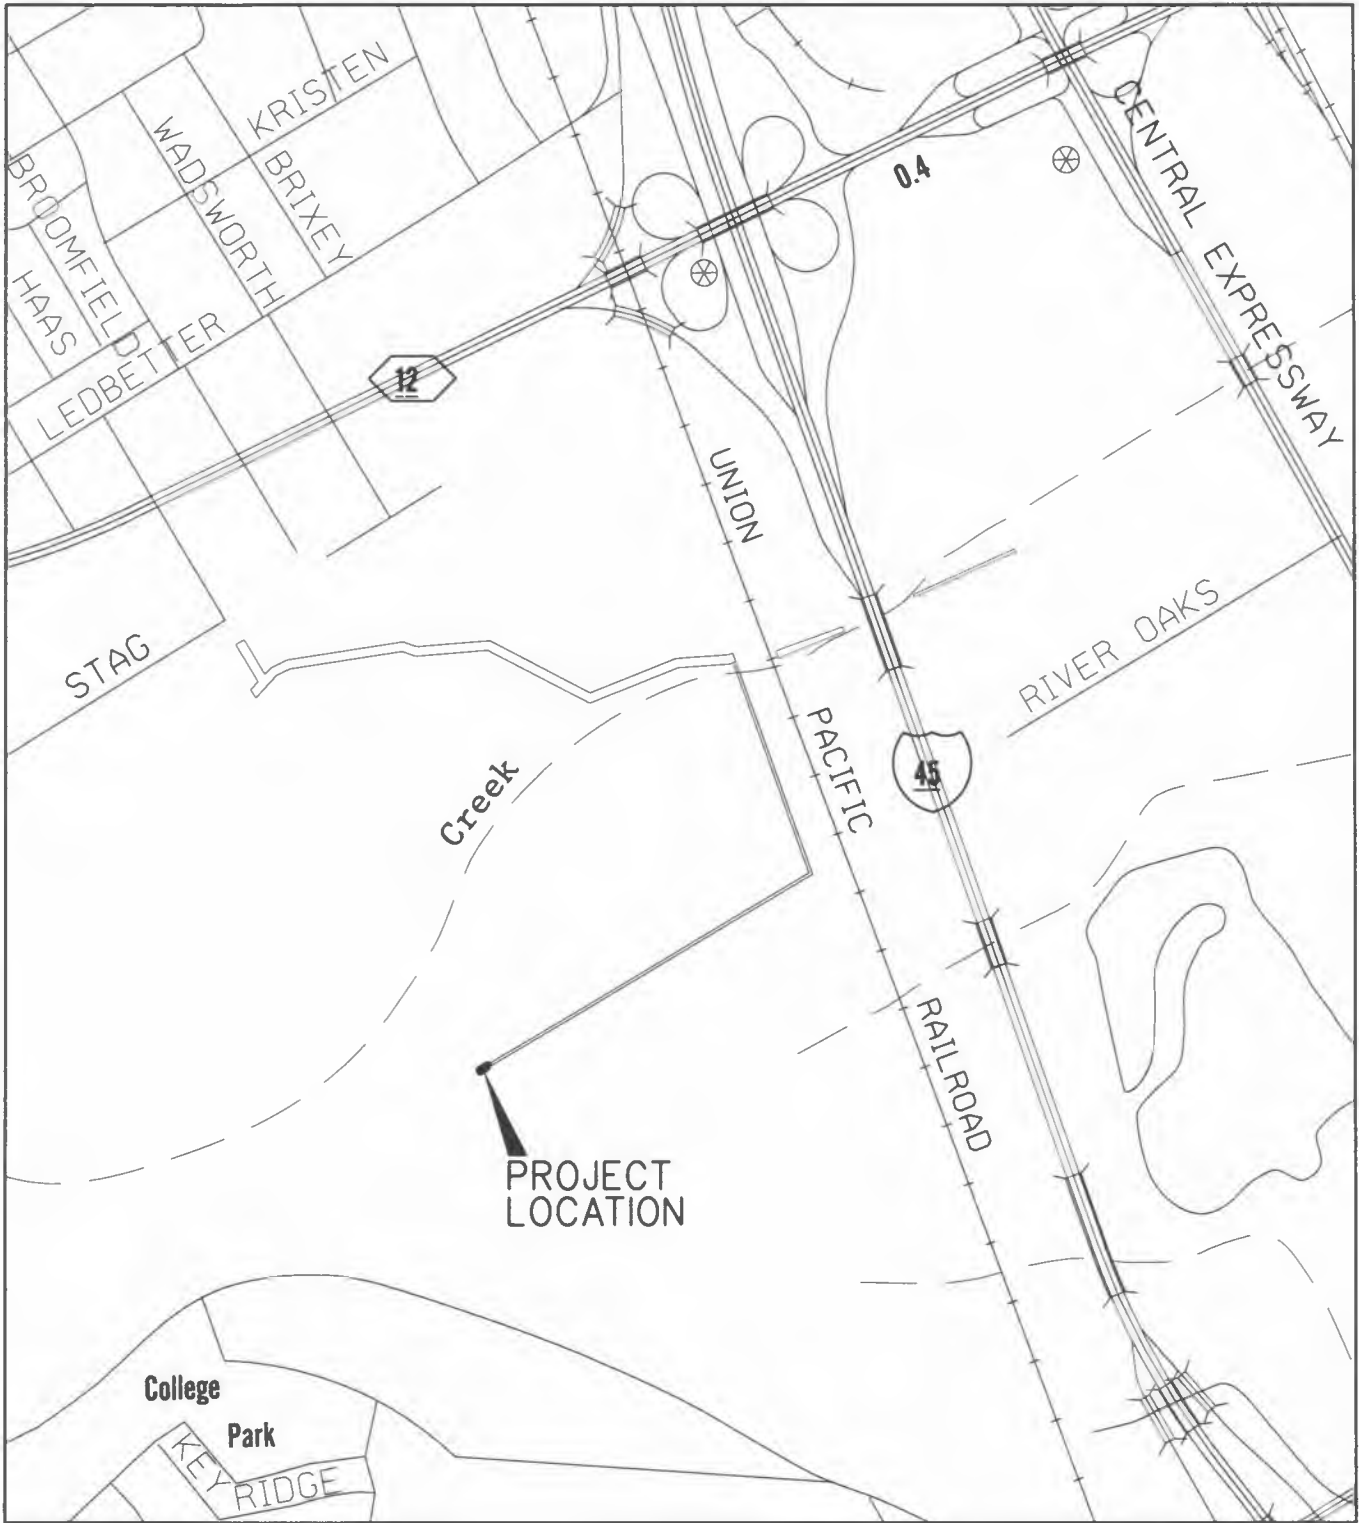 KRISTEN
WADSWORTH
BRIXEY
BROOMFIELD
HAAS
LEDBETTER
12
0.4
CENTRAL EXPRESSWAY
UNION
PACIFIC
RAILROAD
STAG
RIVER OAKS
45
Creek
PROJECT
LOCATION
College
Park
KEY
RIDGE